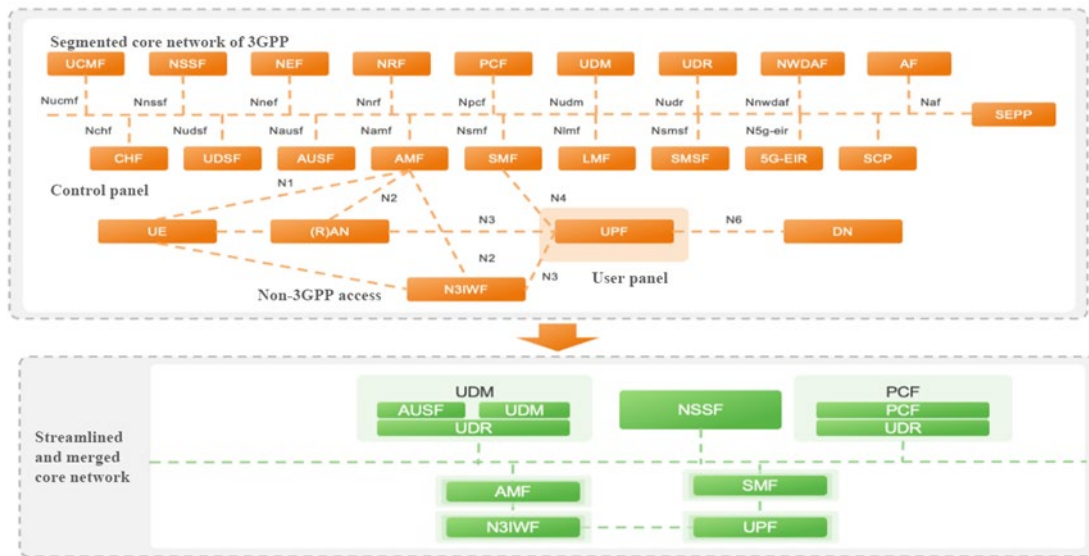 Segmented core network of 3GPP
UCMF NSSF NEF NRF PCF UDM UDR NWDAF AF
Nucmf Nnssf Nnef Nnrf Npcf Nudm Nudr Nnwdaf Naf
SEPP
Nchf Nudsf Nausf Namf Nsmf Nlmf Nsmsf N5g-eir
CHF UDSF AUSF AMF SMF LMF SMSF 5G-EIR SCP
Control panel
N1
N2
N4
N3
N6
UE (R)AN UPF DN
N2
N3
User panel
Non-3GPP access
N3IWF
UDM
PCF
AUSF UDM
NSSF
PCF
UDR
UDR
Streamlined
and merged
core network
AMF
SMF
N3IWF
UPF